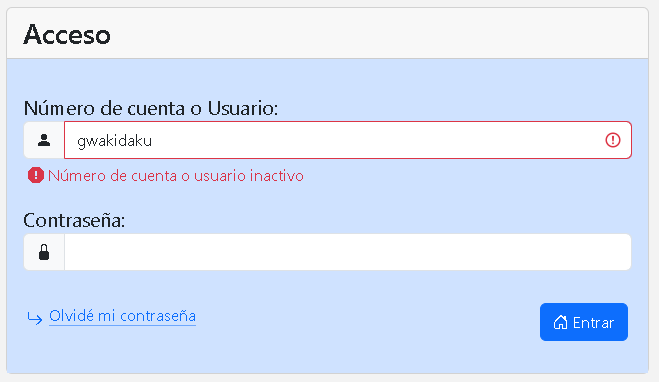 Acceso
Número de cuenta o Usuario:
gwakidaku
Número de cuenta o usuario inactivo
Contraseña:
Olvidé mi contraseña
Entrar